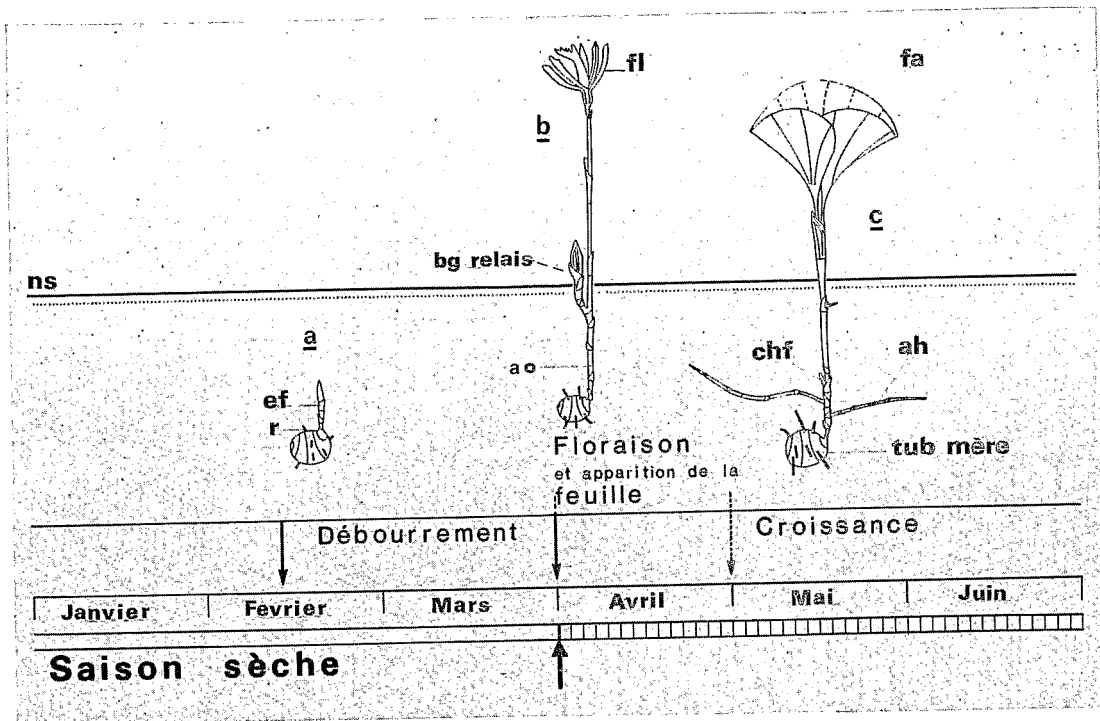 fl
fa
b
c
bg relais
ns
a
chf
ah
ao
ef
r
tub mère
Floraison
et apparition de la
feuille
Débourrement
Croissance
Janvier Février Mars Avril Mai Juin
Saison sèche